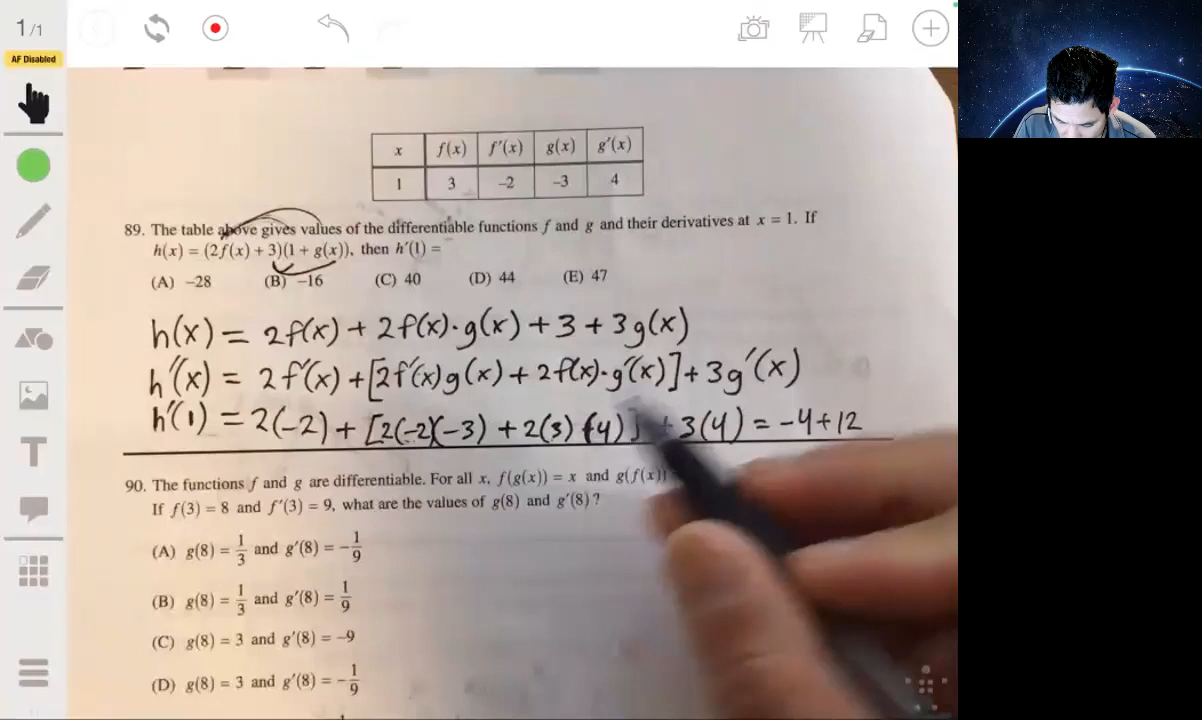 1/1
AF Disabled
x f(x) f'(x) g(x) g'(x)
1 3 -2 -3 4
89. The table above gives values of the differentiable functions f and g and their derivatives at x = 1. If
h(x) = (2f(x) + 3)(1 + g(x)), then h'(1) =
(A) -28 (B) -16 (C) 40 (D) 44 (E) 47
h(x) = 2f(x) + 2f(x)·g(x) + 3 + 3g(x)
h'(x) = 2f'(x) + [2f'(x)g(x) + 2f(x)·g'(x)] + 3g'(x)
h'(1) = 2(-2) + [2(-2)(-3) + 2(3)(4)] + 3(4) = -4+12
90. The functions f and g are differentiable. For all x, f(g(x)) = x and g(f(x))
If f(3) = 8 and f'(3) = 9, what are the values of g(8) and g'(8)?
(A) g(8) = 1/3 and g'(8) = -1/9
(B) g(8) = 1/3 and g'(8) = 1/9
(C) g(8) = 3 and g'(8) = -9
(D) g(8) = 3 and g'(8) = -1/9